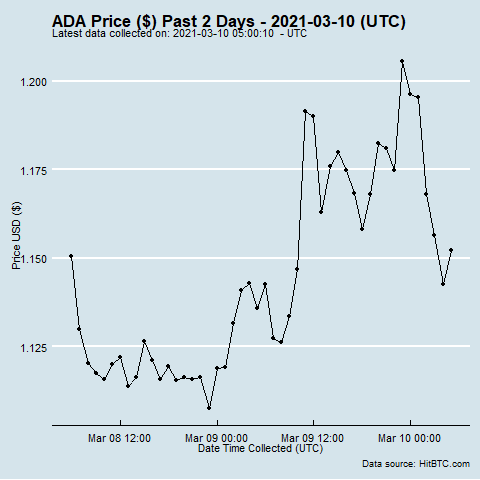 ADA Price ($) Past 2 Days - 2021-03-10 (UTC)
Latest data collected on: 2021-03-10 05:00:10 - UTC
1.200
1.175
1.150
1.125
Price USD ($)
Mar 08 12:00 Mar 09 00:00 Mar 09 12:00 Mar 10 00:00
Date Time Collected (UTC)
Data source: HitBTC.com